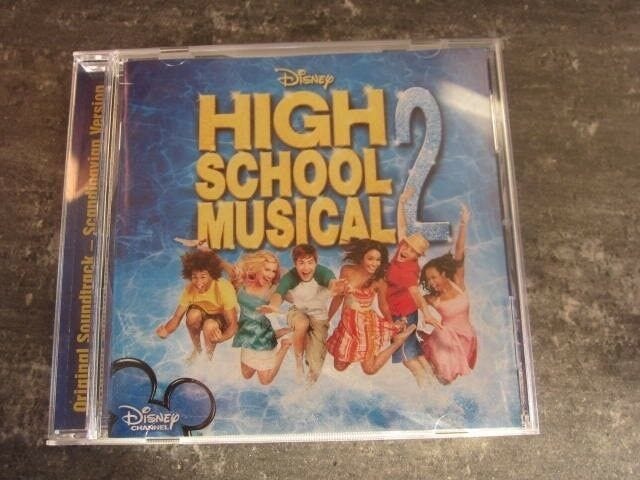 Original Soundtrack – Scandinavian Version
Disney
HIGH
SCHOOL
MUSICAL 2
Disney
CHANNEL